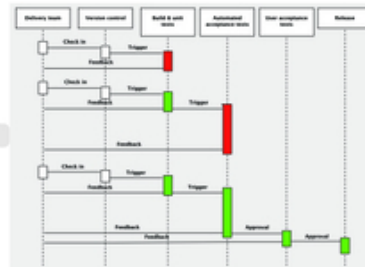 Delivery team
Version control
Build & unit
tests
Automated
acceptance tests
User acceptance
tests
Release
Check in
Trigger
Feedback
Check in
Trigger
Feedback
Trigger
Feedback
Check in
Trigger
Feedback
Trigger
Feedback
Approval
Feedback
Approval